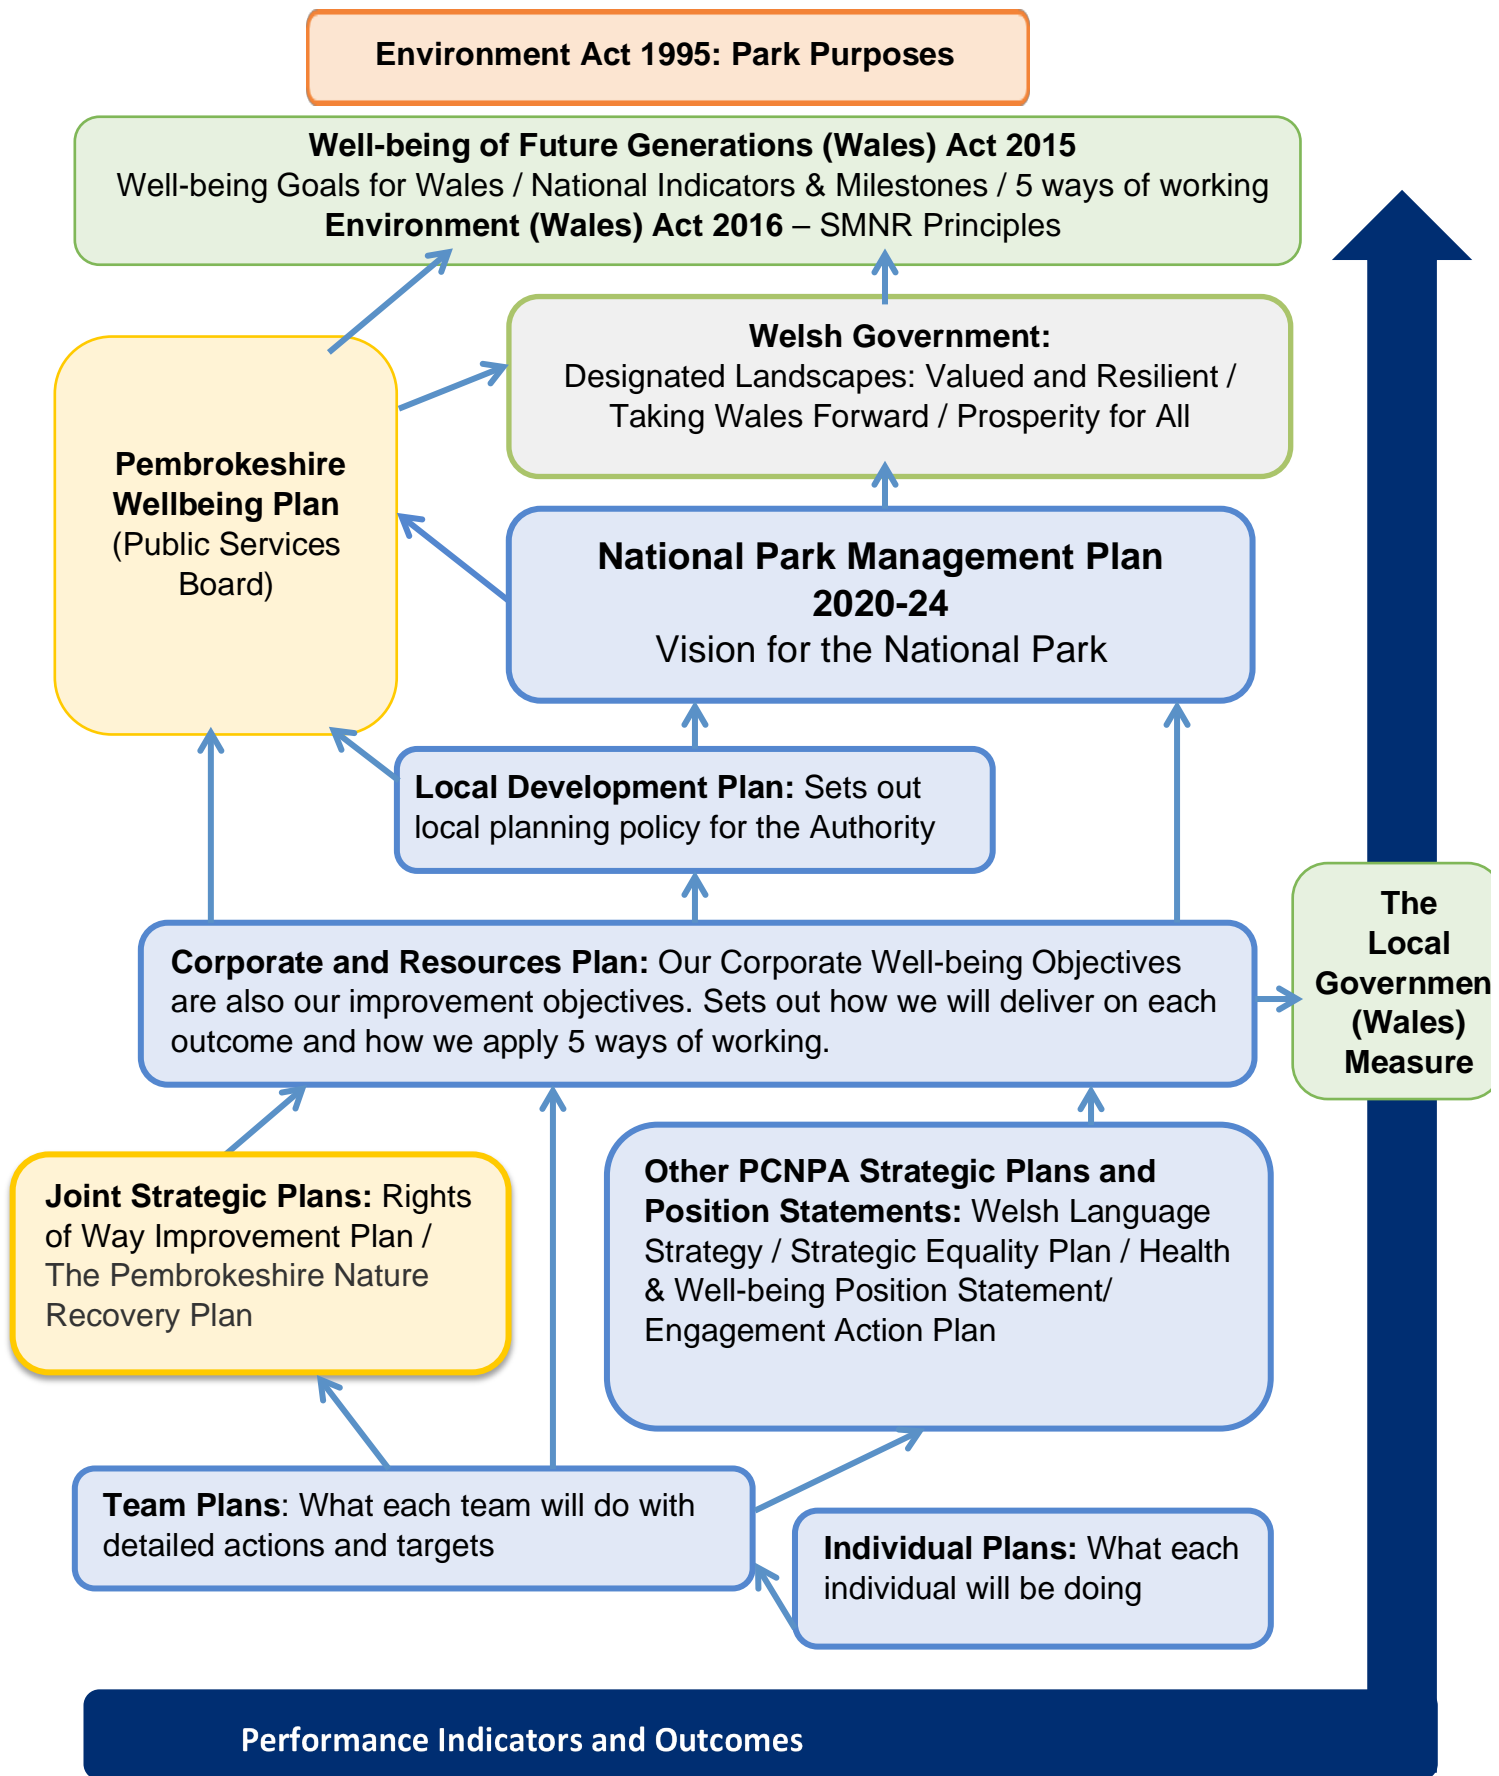 Environment Act 1995: Park Purposes
Well-being of Future Generations (Wales) Act 2015
Well-being Goals for Wales / National Indicators & Milestones / 5 ways of working
Environment (Wales) Act 2016 – SMNR Principles
Welsh Government:
Designated Landscapes: Valued and Resilient /
Taking Wales Forward / Prosperity for All
Pembrokeshire
Wellbeing Plan
(Public Services
Board)
National Park Management Plan
2020-24
Vision for the National Park
Local Development Plan: Sets out
local planning policy for the Authority
Corporate and Resources Plan: Our Corporate Well-being Objectives
are also our improvement objectives. Sets out how we will deliver on each
outcome and how we apply 5 ways of working.
The
Local
Governmen
(Wales)
Measure
Joint Strategic Plans: Rights
of Way Improvement Plan /
The Pembrokeshire Nature
Recovery Plan
Other PCNPA Strategic Plans and
Position Statements: Welsh Language
Strategy / Strategic Equality Plan / Health
& Well-being Position Statement/
Engagement Action Plan
Team Plans: What each team will do with
detailed actions and targets
Individual Plans: What each
individual will be doing
Performance Indicators and Outcomes